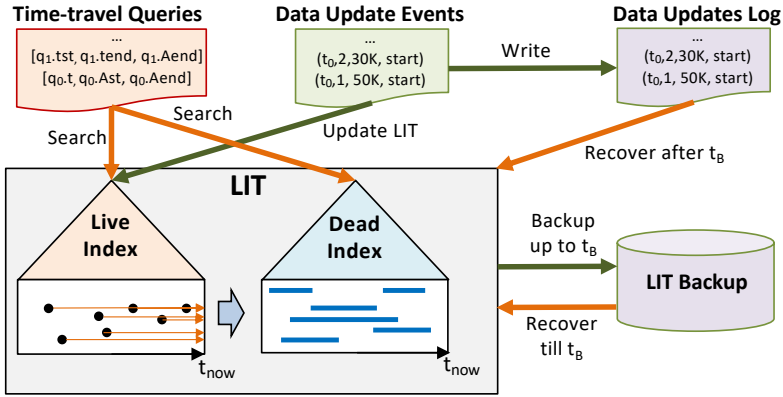 Time-travel Queries
Data Update Events
Data Updates Log
...
[q1.tst, q1.tend, q1.Aend]
[q0.t, q0.Ast, q0.Aend]
...
(t0,2,30K, start)
(t0,1, 50K, start)
Write
...
(t0,2,30K, start)
(t0,1, 50K, start)
Search
Search
Update LIT
Recover after tB
LIT
Live
Index
Dead
Index
Backup
up to tB
LIT Backup
Recover
till tB
tnow
tnow